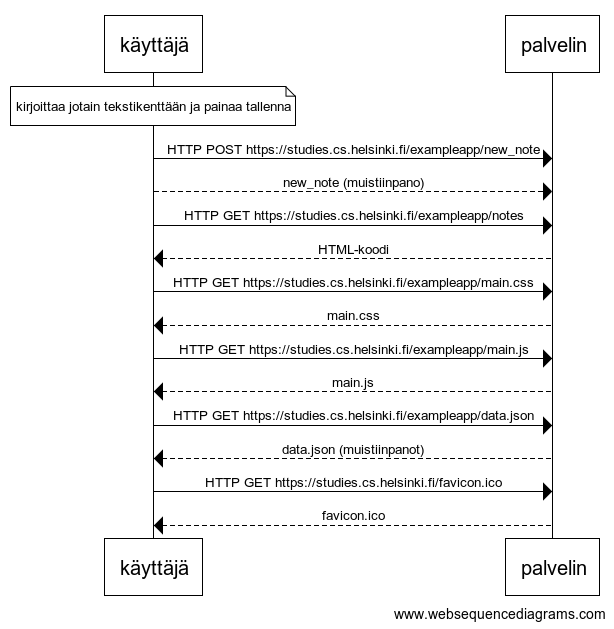 käyttäjä
palvelin
kirjoittaa jotain tekstikenttään ja painaa tallenna
HTTP POST https://studies.cs.helsinki.fi/exampleapp/new_note
new_note (muistiinpano)
HTTP GET https://studies.cs.helsinki.fi/exampleapp/notes
HTML-koodi
HTTP GET https://studies.cs.helsinki.fi/exampleapp/main.css
main.css
HTTP GET https://studies.cs.helsinki.fi/exampleapp/main.js
main.js
HTTP GET https://studies.cs.helsinki.fi/exampleapp/data.json
data.json (muistiinpanot)
HTTP GET https://studies.cs.helsinki.fi/favicon.ico
favicon.ico
käyttäjä
palvelin
www.websequencediagrams.com